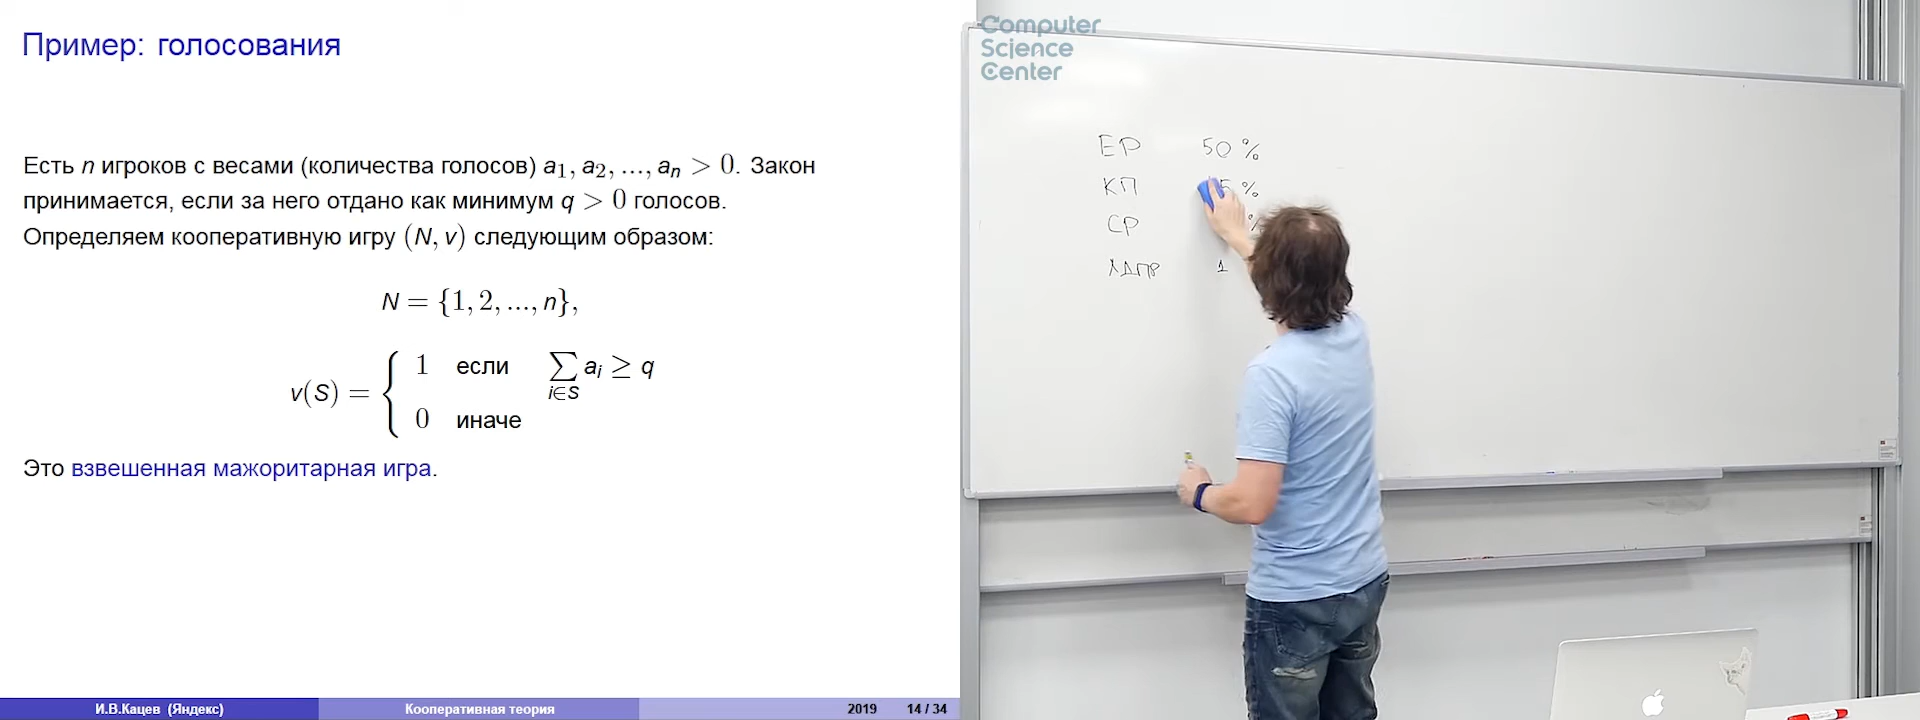 Пример: голосования
Есть n игроков с весами (количества голосов) a₁, a₂, ..., aₙ > 0. Закон
принимается, если за него отдано как минимум q > 0 голосов.
Определяем кооперативную игру (N, v) следующим образом:
N = {1, 2, ..., n},
v(S) = { 1 если ∑_{i∈S} aᵢ ≥ q
0 иначе
Это взвешенная мажоритарная игра.
И.В.Кацев (Яндекс) Кооперативная теория 2019 14 / 34
Computer
Science
Center
ЕР 50 %
КП 5 %
СР %
ЛДПР 1